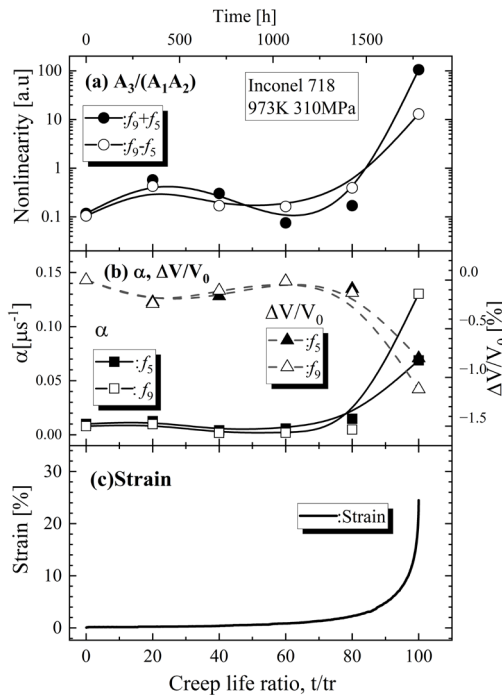 Time [h]
0 500 1000 1500
Nonlinearity [a.u]
100
10
1
0.1
(a) A₃/(A₁A₂)
:f₉+f₅
:f₉-f₅
Inconel 718
973K 310MPa
α[μs⁻¹]
0.15
0.10
0.05
0.00
(b) α, ΔV/V₀
α
:f₅
:f₉
ΔV/V₀
:f₅
:f₉
0.0
-0.5
-1.0
-1.5
ΔV/V₀ [%]
Strain [%]
30
20
10
0
(c)Strain
:Strain
0 20 40 60 80 100
Creep life ratio, t/tr